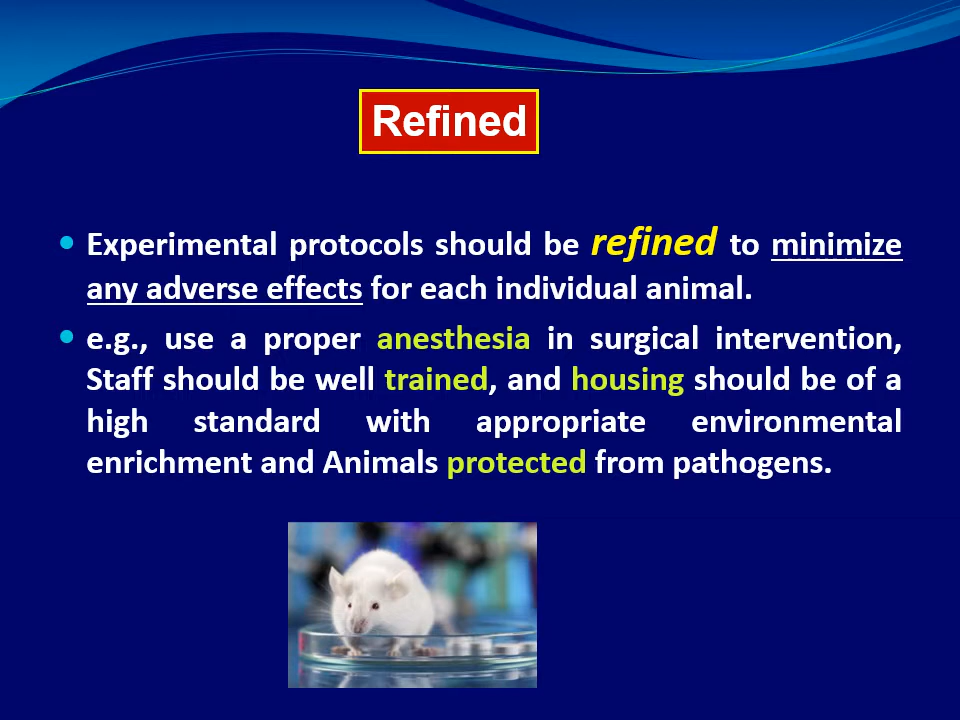 Refined
Experimental protocols should be refined to minimize
any adverse effects for each individual animal.
e.g., use a proper anesthesia in surgical intervention,
Staff should be well trained, and housing should be of a
high standard with appropriate environmental
enrichment and Animals protected from pathogens.